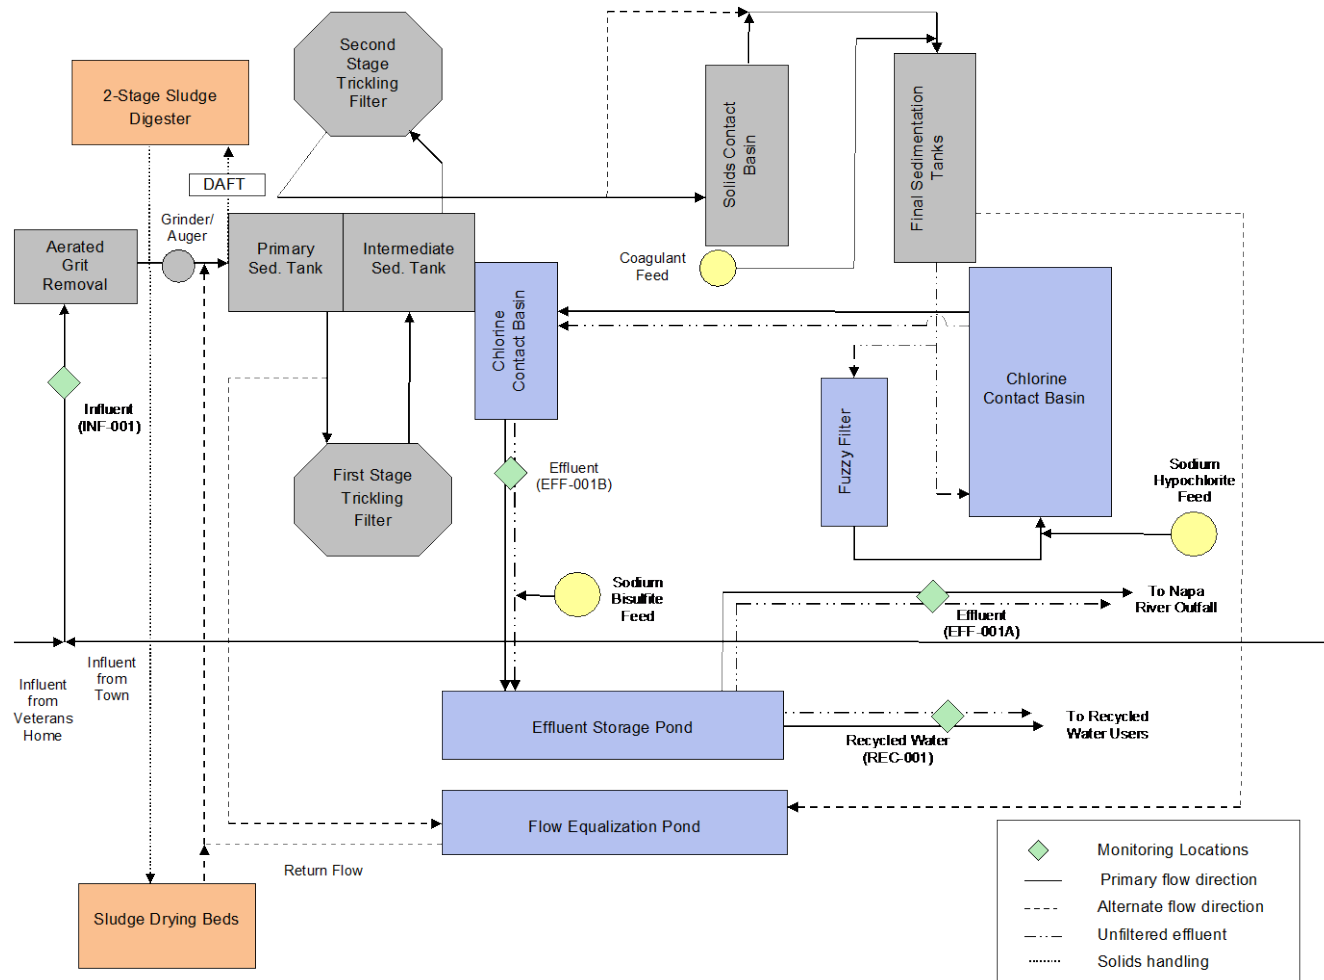 Second
Stage
Trickling
Filter
2-Stage Sludge
Digester
DAFT
Grinder/
Auger
Aerated
Grit
Removal
Primary
Sed. Tank
Intermediate
Sed. Tank
Solids Contact
Basin
Final Sedimentation
Tanks
Coagulant
Feed
Chlorine
Contact Basin
Chlorine
Contact Basin
Fuzzy Filter
Influent
(INF-001)
First Stage
Trickling
Filter
Effluent
(EFF-001B)
Sodium
Hypochlorite
Feed
Sodium
Bisulfite
Feed
To Napa
River Outfall
Effluent
(EFF-001A)
Influent
from
Town
Influent
from
Veterans
Home
Effluent Storage Pond
Recycled Water
(REC-001)
To Recycled
Water Users
Flow Equalization Pond
Return Flow
Sludge Drying Beds
Monitoring Locations
Primary flow direction
Alternate flow direction
Unfiltered effluent
Solids handling